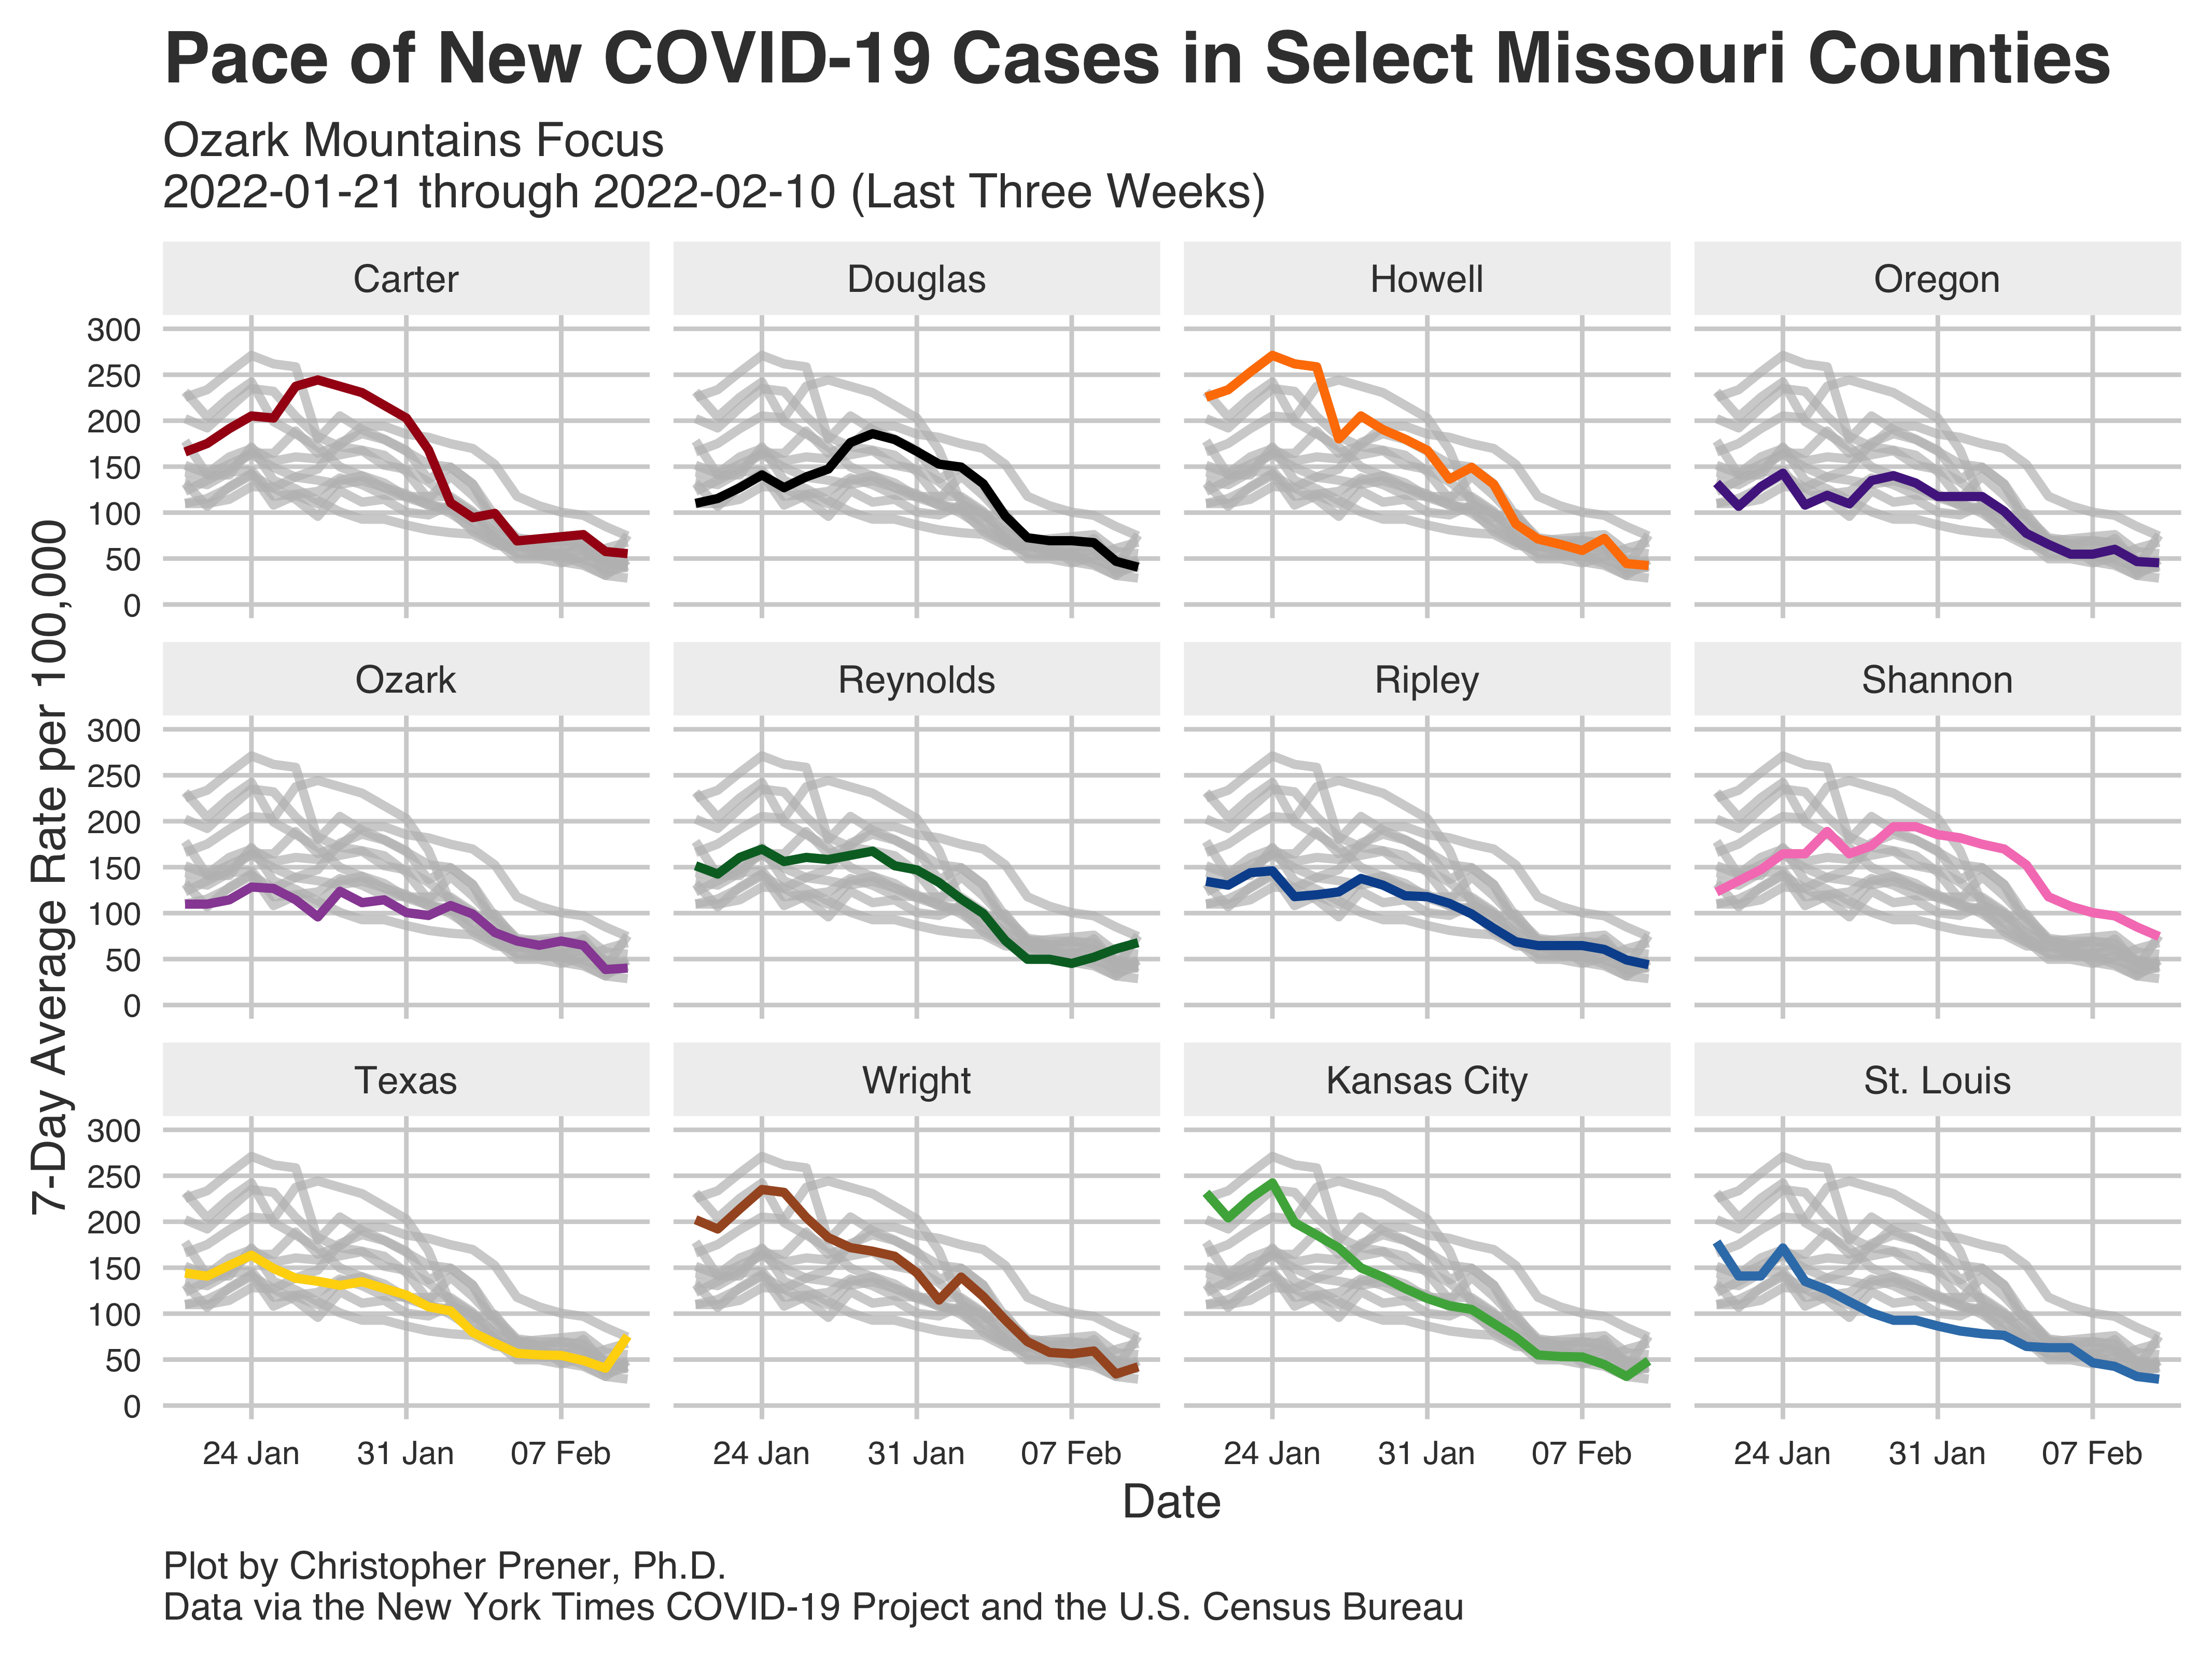 Pace of New COVID-19 Cases in Select Missouri Counties
Ozark Mountains Focus
2022-01-21 through 2022-02-10 (Last Three Weeks)
7-Day Average Rate per 100,000
Carter
Douglas
Howell
Oregon
300
250
200
150
100
50
0
Ozark
Reynolds
Ripley
Shannon
300
250
200
150
100
50
0
Texas
Wright
Kansas City
St. Louis
300
250
200
150
100
50
0
24 Jan
31 Jan
07 Feb
24 Jan
31 Jan
07 Feb
24 Jan
31 Jan
07 Feb
24 Jan
31 Jan
07 Feb
Date
Plot by Christopher Prener, Ph.D.
Data via the New York Times COVID-19 Project and the U.S. Census Bureau